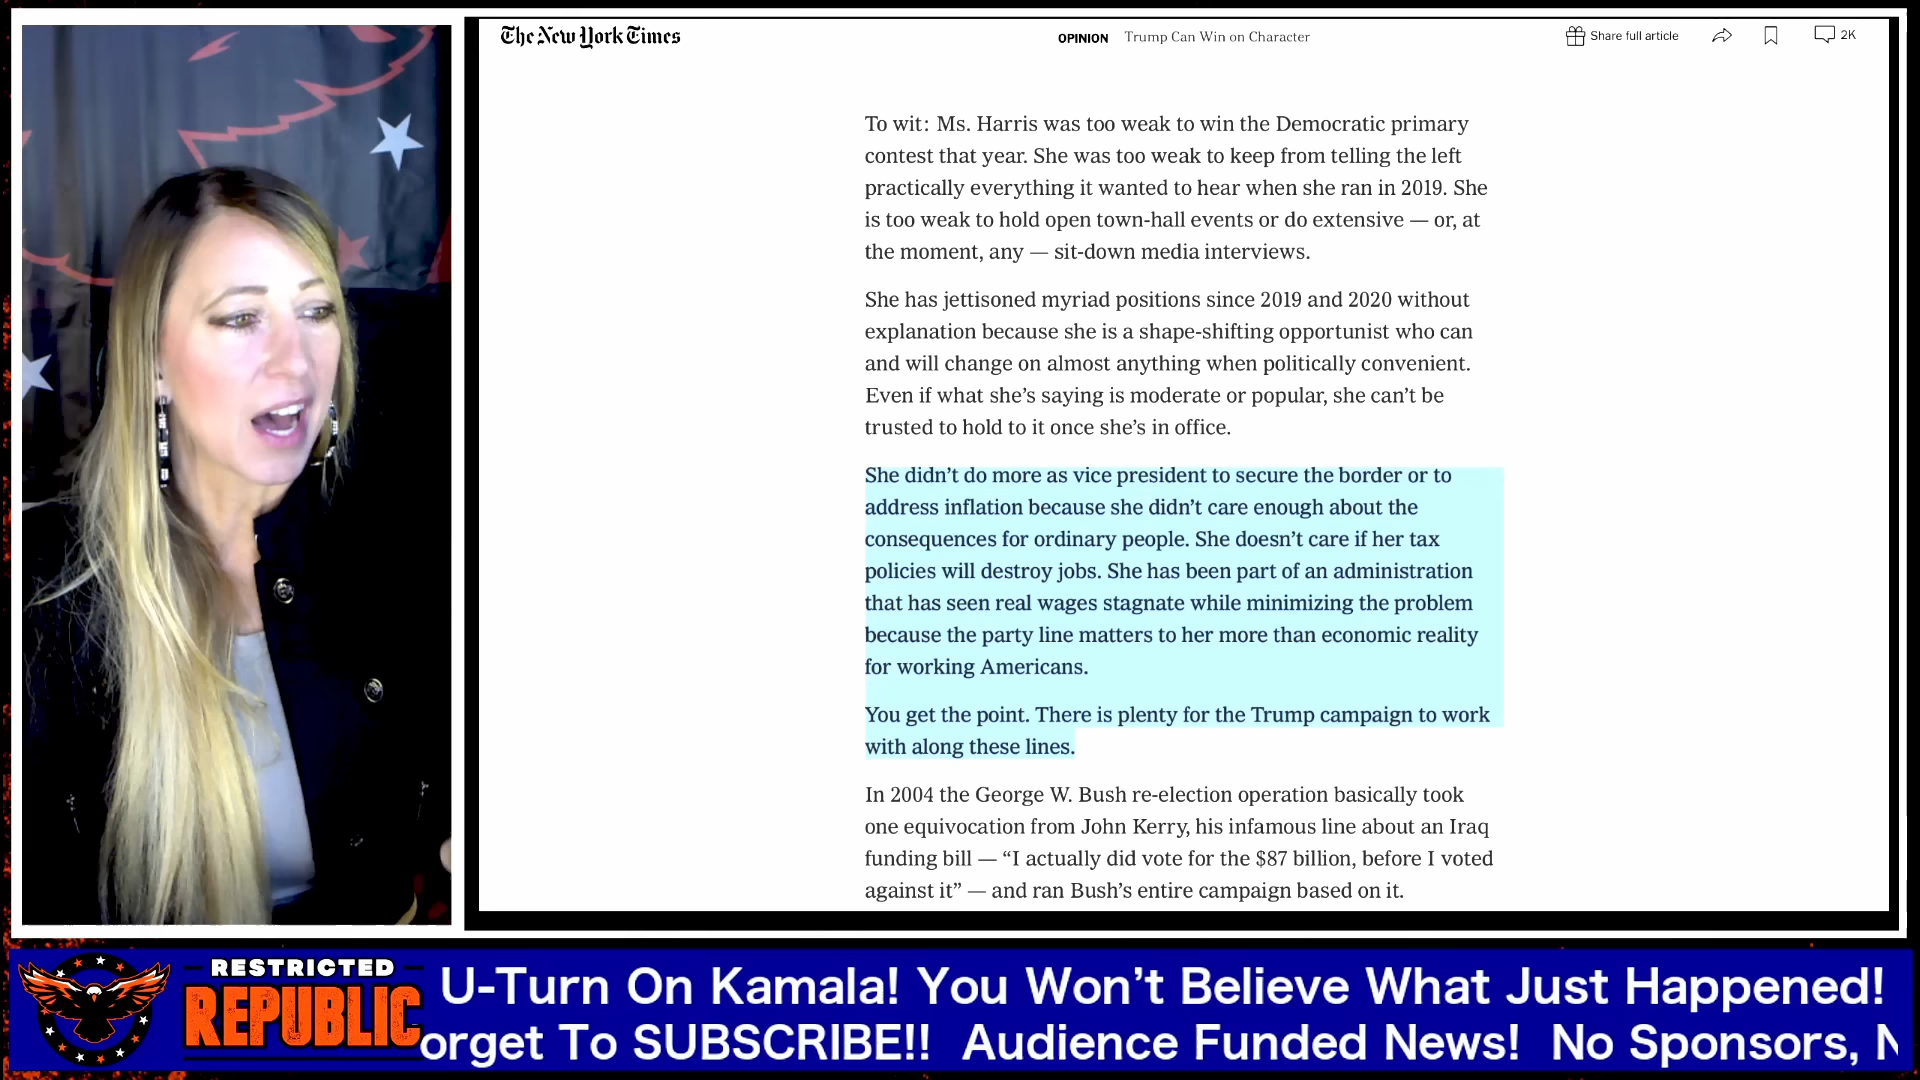 The New York Times
OPINION Trump Can Win on Character
Share full article
2K
To wit: Ms. Harris was too weak to win the Democratic primary
contest that year. She was too weak to keep from telling the left
practically everything it wanted to hear when she ran in 2019. She
is too weak to hold open town-hall events or do extensive — or, at
the moment, any — sit-down media interviews.
She has jettisoned myriad positions since 2019 and 2020 without
explanation because she is a shape-shifting opportunist who can
and will change on almost anything when politically convenient.
Even if what she’s saying is moderate or popular, she can’t be
trusted to hold to it once she’s in office.
She didn’t do more as vice president to secure the border or to
address inflation because she didn’t care enough about the
consequences for ordinary people. She doesn’t care if her tax
policies will destroy jobs. She has been part of an administration
that has seen real wages stagnate while minimizing the problem
because the party line matters to her more than economic reality
for working Americans.
You get the point. There is plenty for the Trump campaign to work
with along these lines.
In 2004 the George W. Bush re-election operation basically took
one equivocation from John Kerry, his infamous line about an Iraq
funding bill — “I actually did vote for the $87 billion, before I voted
against it” — and ran Bush’s entire campaign based on it.
RESTRICTED
REPUBLIC
U-Turn On Kamala! You Won’t Believe What Just Happened!
orget To SUBSCRIBE!! Audience Funded News! No Sponsors, N